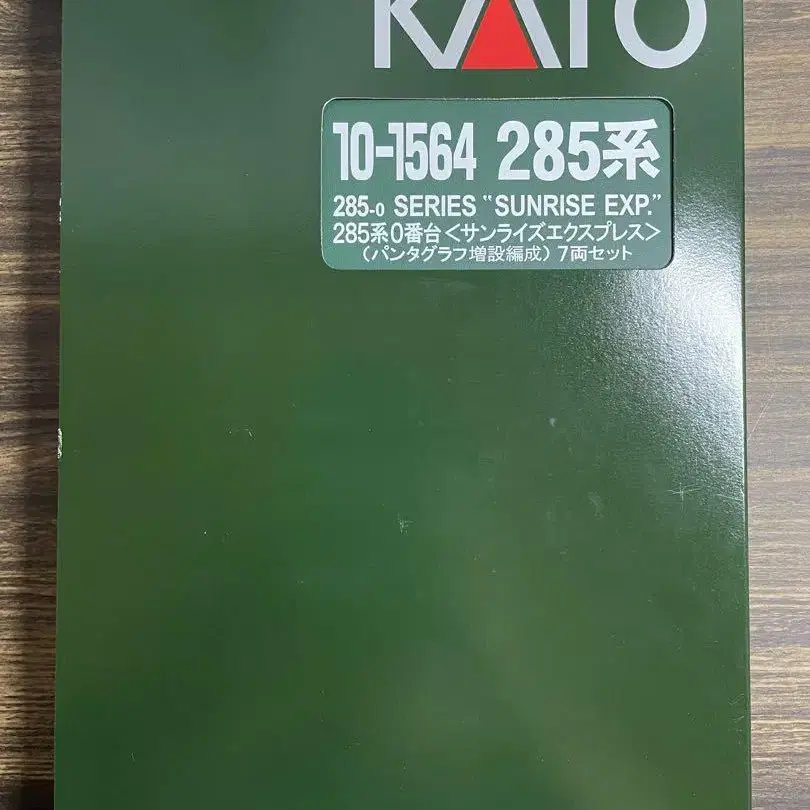 KATO
10-1564 285系
285-0 SERIES "SUNRISE EXP."
285系0番台<サンライズエクスプレス>
(パンタグラフ増設編成) 7両セット